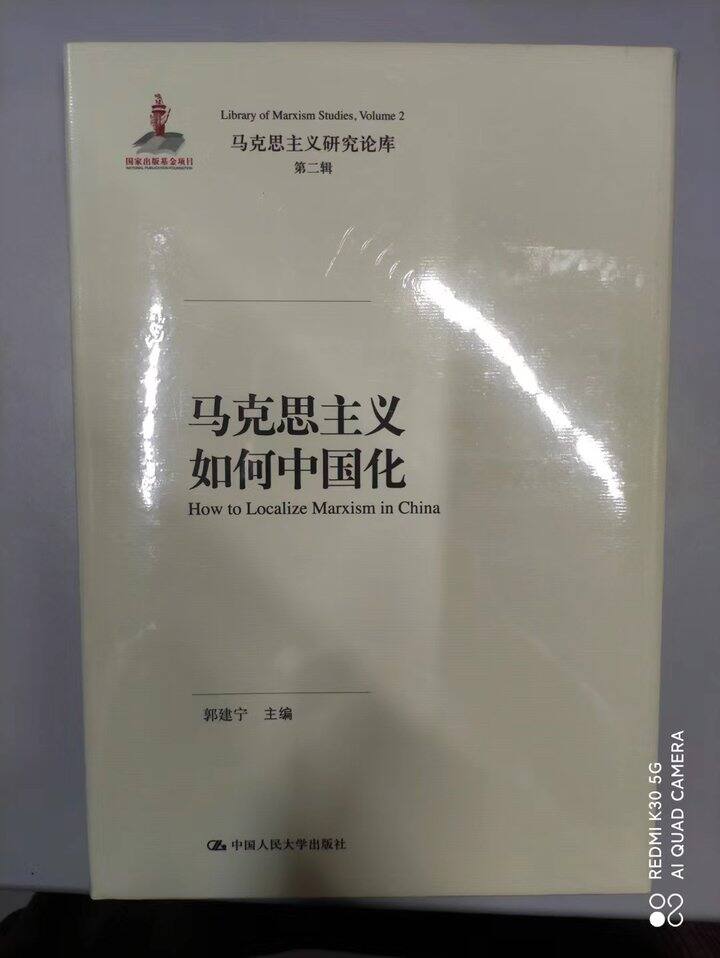 Library of Marxism Studies, Volume 2
马克思主义研究论库
第二辑
国家出版基金项目
NATIONAL PUBLICATION FOUNDATION
马克思主义
如何中国化
How to Localize Marxism in China
郭建宁 主编
中国人民大学出版社
REDMI K30 5G
AI QUAD CAMERA